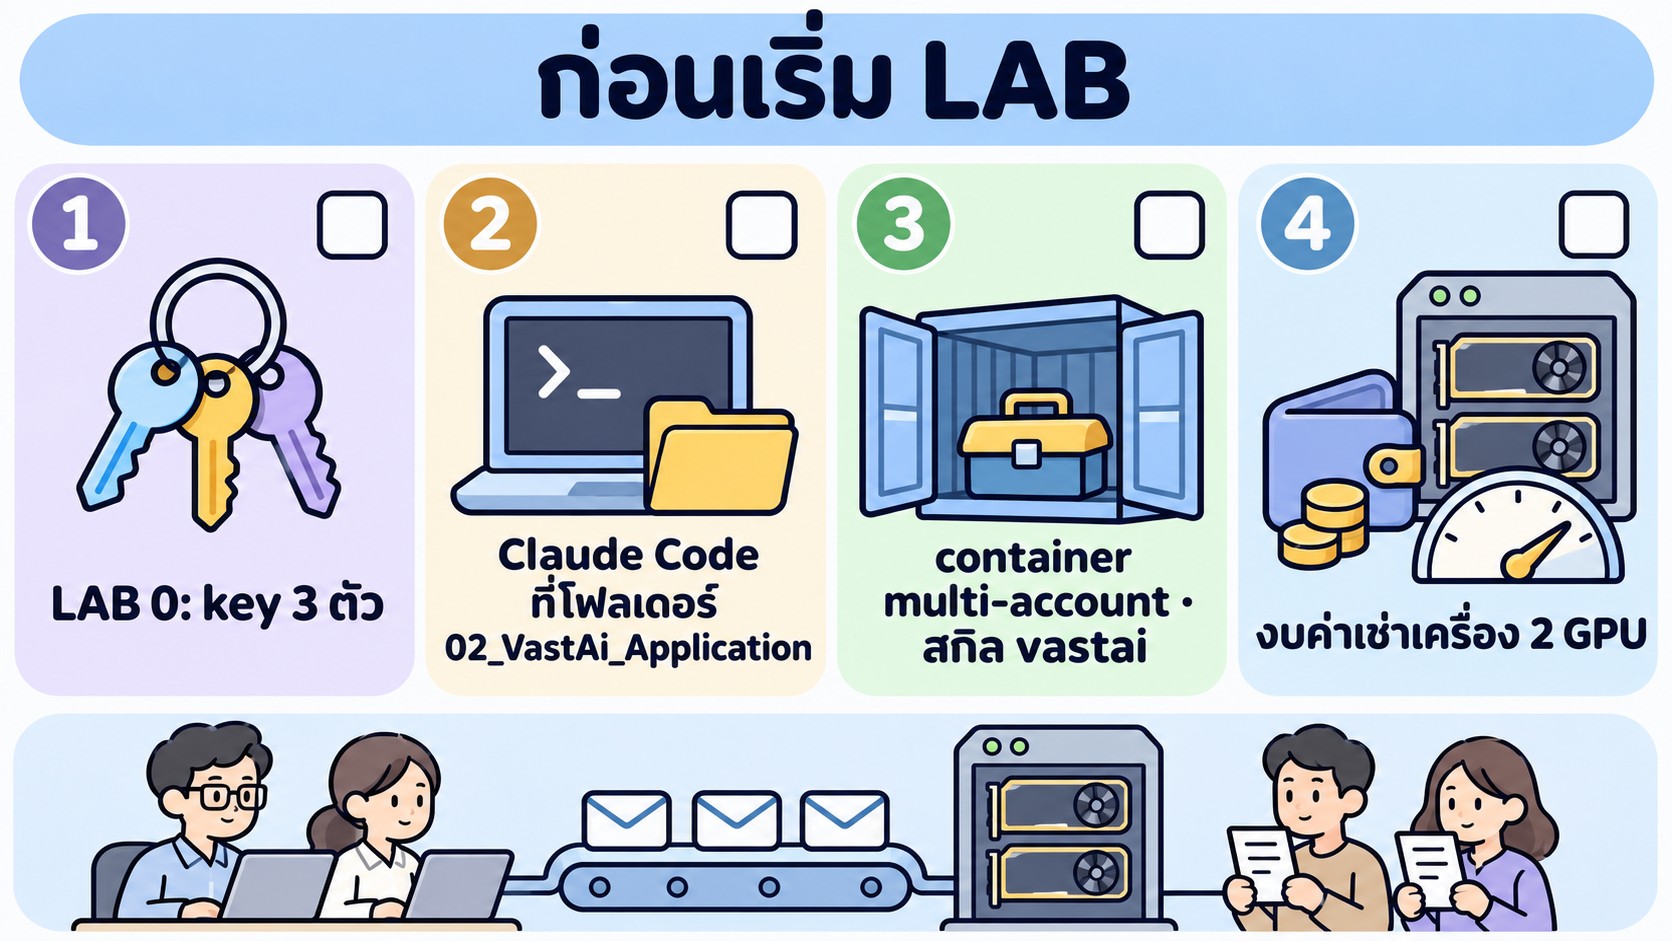 ก่อนเริ่ม LAB
1
LAB 0: key 3 ตัว
2
>_
Claude Code
ที่โฟลเดอร์
02_VastAi_Application
3
container
multi-account •
สกิล vastai
4
งบค่าเช่าเครื่อง 2 GPU